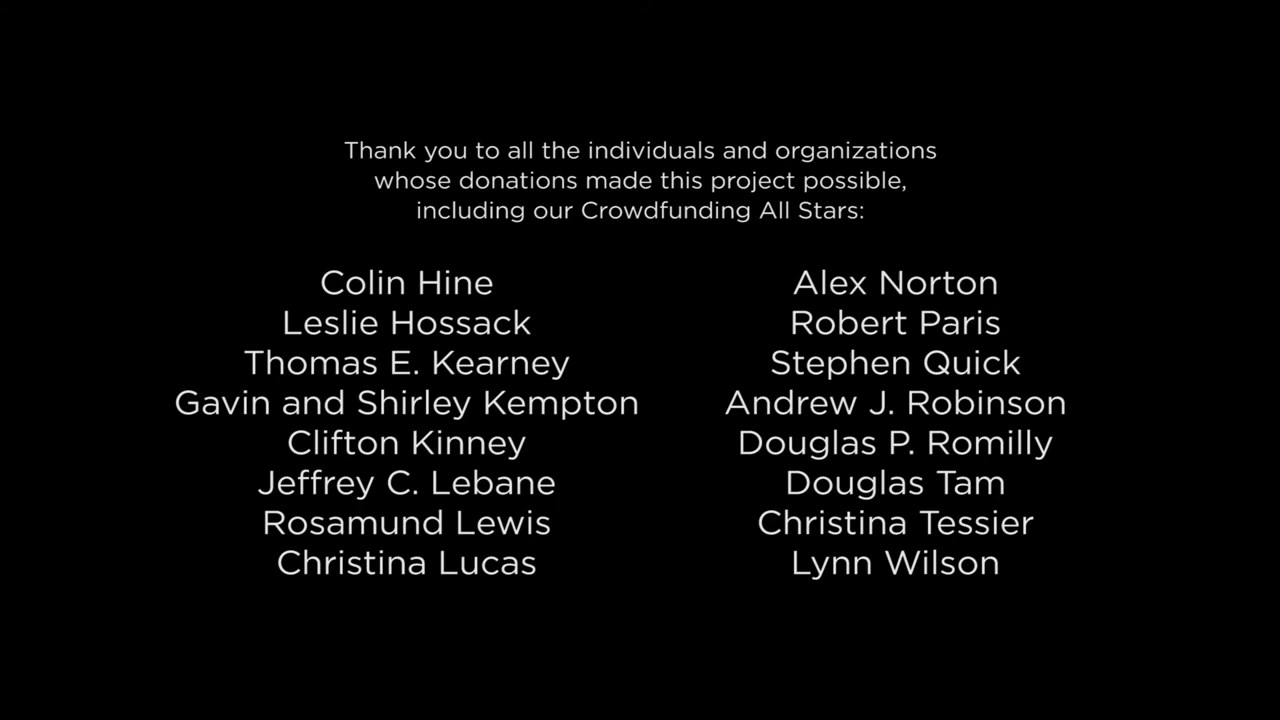 Thank you to all the individuals and organizations
whose donations made this project possible,
including our Crowdfunding All Stars:
Colin Hine
Leslie Hossack
Thomas E. Kearney
Gavin and Shirley Kempton
Clifton Kinney
Jeffrey C. Lebane
Rosamund Lewis
Christina Lucas
Alex Norton
Robert Paris
Stephen Quick
Andrew J. Robinson
Douglas P. Romilly
Douglas Tam
Christina Tessier
Lynn Wilson